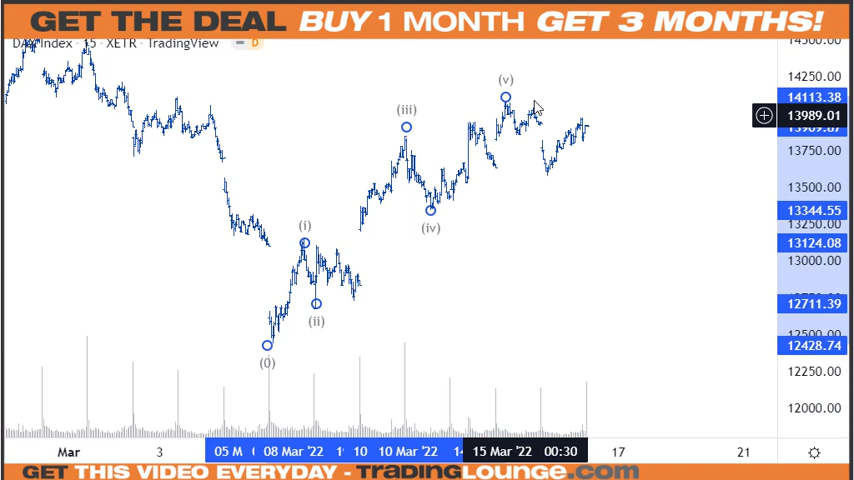 GET THE DEAL BUY 1 MONTH GET 3 MONTHS!
DAX Index · 15 · XETR · TradingView
D
14500.00
14250.00
14113.38
13989.01
13750.00
13500.00
13344.55
13250.00
13124.08
13000.00
12711.39
12500.00
12428.74
12250.00
12000.00
(v)
(iii)
(iv)
(i)
(ii)
(0)
Mar 3 05 M 08 Mar '22 10 10 Mar '22 14 15 Mar '22 00:30 17 21
GET THIS VIDEO EVERYDAY - TradingLounge.com